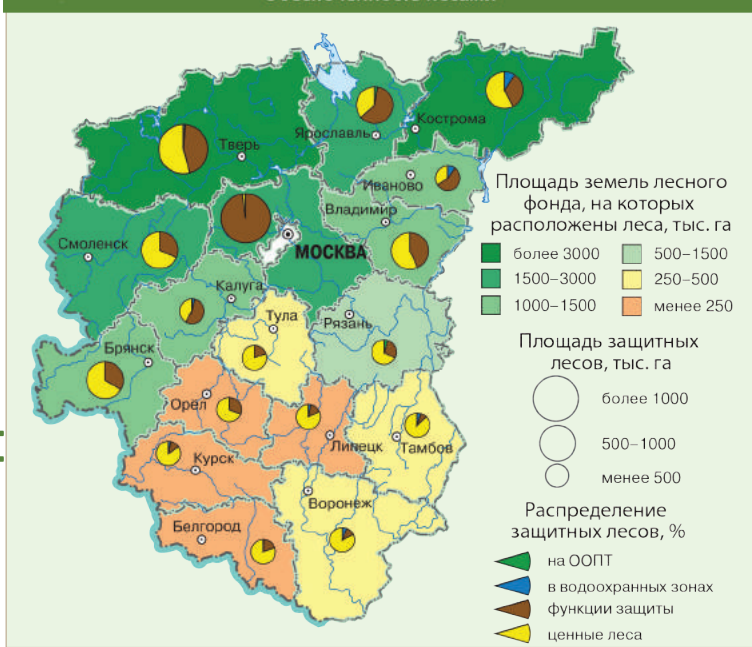 Тверь
Ярославль
Кострома
Иваново
Владимир
Смоленск
МОСКВА
Калуга
Тула
Рязань
Брянск
Орёл
Липецк
Тамбов
Курск
Воронеж
Белгород
Площадь земель лесного
фонда, на которых
расположены леса, тыс. га
более 3000
500–1500
1500–3000
250–500
1000–1500
менее 250
Площадь защитных
лесов, тыс. га
более 1000
500–1000
менее 500
Распределение
защитных лесов, %
на ООПТ
в водоохранных зонах
функции защиты
ценные леса